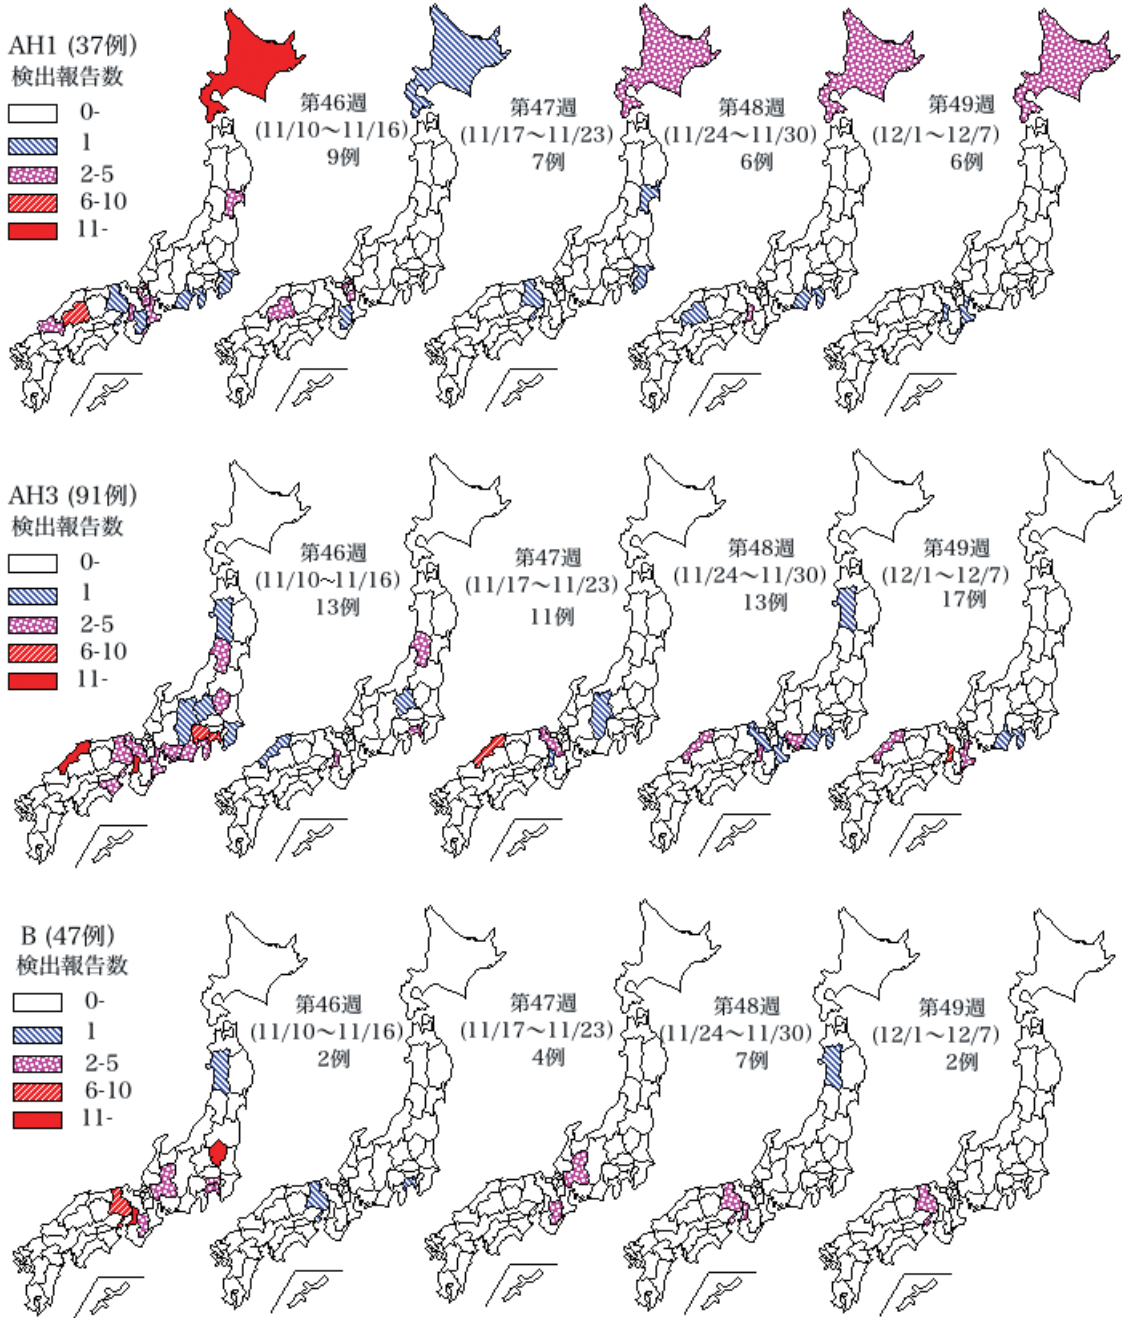 AH1 (37例)
検出報告数
0-
1
2-5
6-10
11-
第46週
(11/10～11/16)
9例
第47週
(11/17～11/23)
7例
第48週
(11/24～11/30)
6例
第49週
(12/1～12/7)
6例
AH3 (91例)
検出報告数
0-
1
2-5
6-10
11-
第46週
(11/10~11/16)
13例
第47週
(11/17～11/23)
11例
第48週
(11/24～11/30)
13例
第49週
(12/1～12/7)
17例
B (47例)
検出報告数
0-
1
2-5
6-10
11-
第46週
(11/10～11/16)
2例
第47週
(11/17～11/23)
4例
第48週
(11/24～11/30)
7例
第49週
(12/1～12/7)
2例